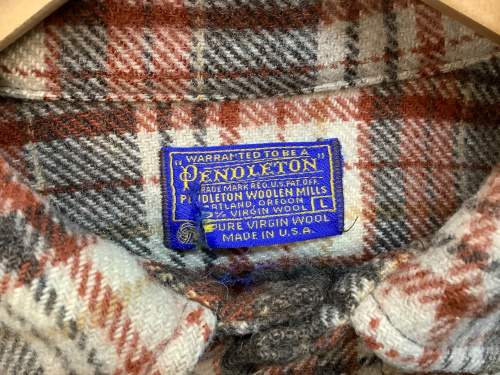 "WARRANTED TO BE A
PENDLETON"
TRADE MARK REG. U.S. PAT. OFF.
PENDLETON WOOLEN MILLS
PORTLAND, OREGON
% VIRGIN WOOL L
PURE VIRGIN WOOL
MADE IN U.S.A.